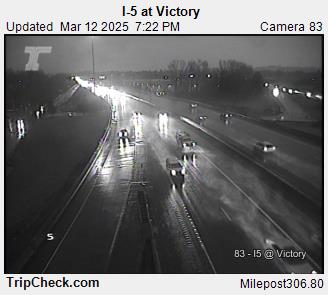 I-5 at Victory
Updated Mar 12 2025 7:22 PM Camera 83
T
S
83 - I5 @ Victory
TripCheck.com Milepost306.80